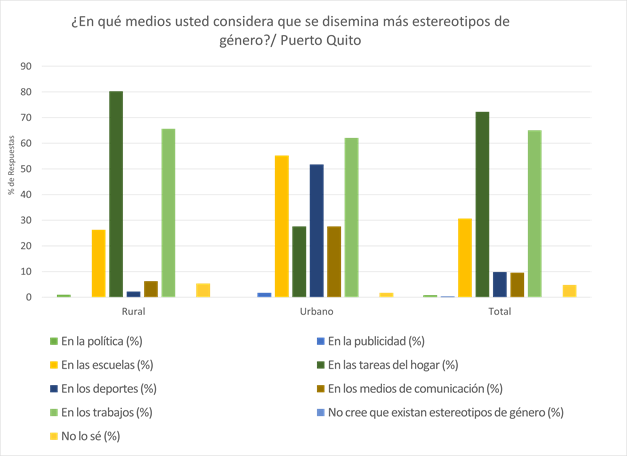 ¿En qué medios usted considera que se disemina más estereotipos de
género?/ Puerto Quito
% de Respuestas
90
80
70
60
50
40
30
20
10
0
Rural
Urbano
Total
En la política (%)
En la publicidad (%)
En las escuelas (%)
En las tareas del hogar (%)
En los deportes (%)
En los medios de comunicación (%)
En los trabajos (%)
No cree que existan estereotipos de género (%)
No lo sé (%)